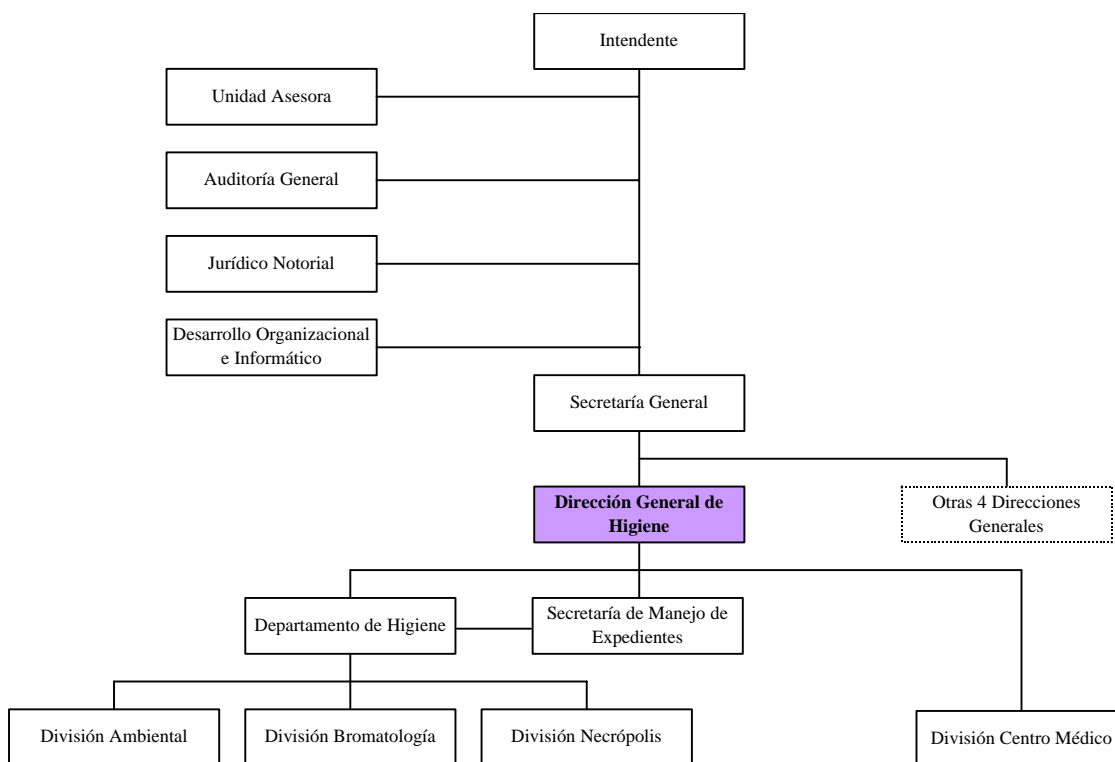 Intendente
Unidad Asesora
Auditoría General
Jurídico Notorial
Desarrollo Organizacional
e Informático
Secretaría General
Dirección General de
Higiene
Otras 4 Direcciones
Generales
Departamento de Higiene
Secretaría de Manejo de
Expedientes
División Ambiental
División Bromatología
División Necrópolis
División Centro Médico